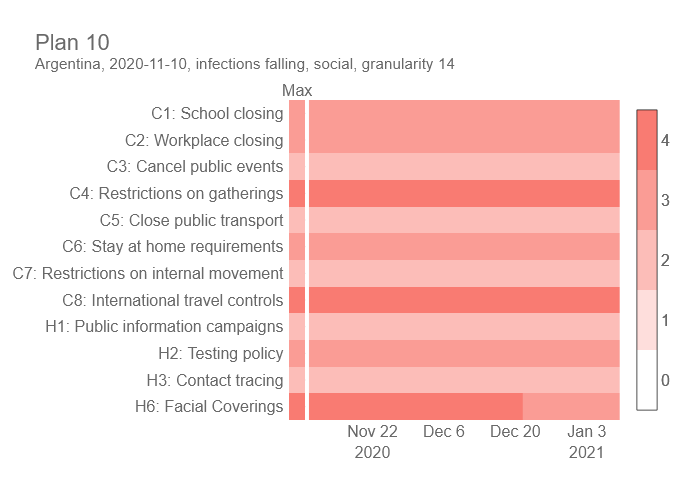 Plan 10
Argentina, 2020-11-10, infections falling, social, granularity 14
Max
C1: School closing
C2: Workplace closing
C3: Cancel public events
C4: Restrictions on gatherings
C5: Close public transport
C6: Stay at home requirements
C7: Restrictions on internal movement
C8: International travel controls
H1: Public information campaigns
H2: Testing policy
H3: Contact tracing
H6: Facial Coverings
4
3
2
1
0
Nov 22 Dec 6 Dec 20 Jan 3
2020 2021